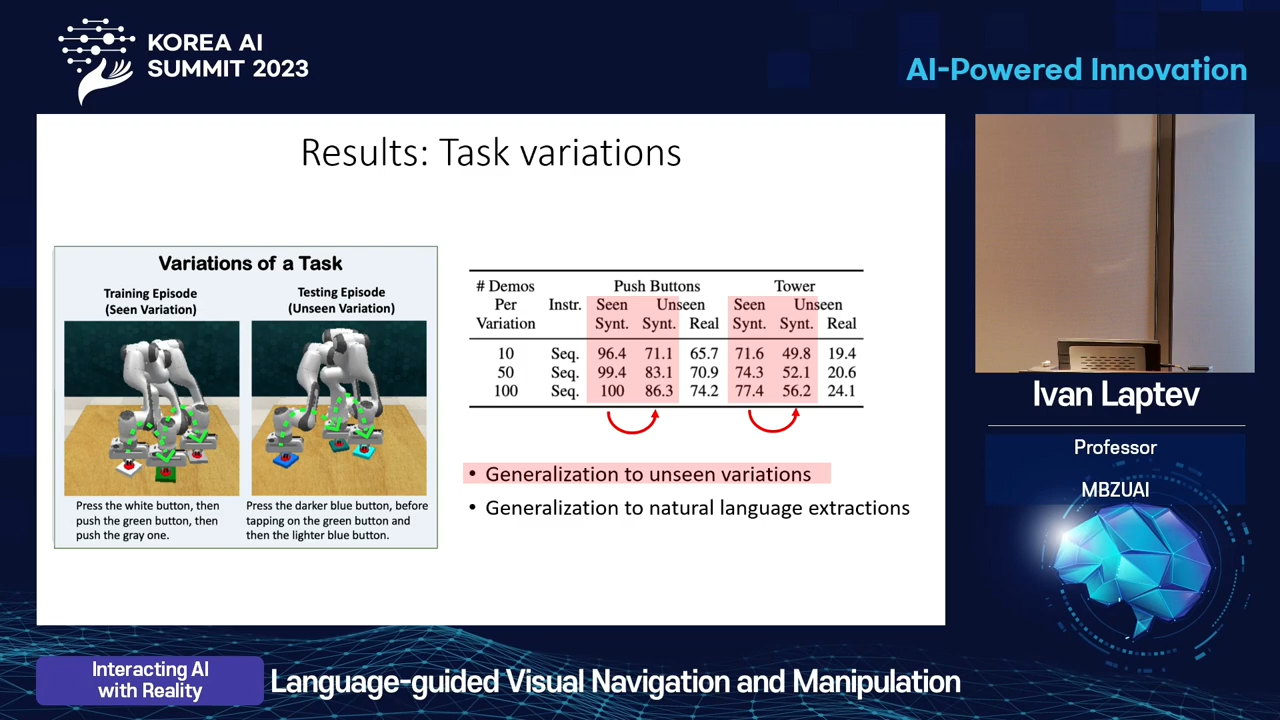 KOREA AI
SUMMIT 2023
AI-Powered Innovation
Results: Task variations
Variations of a Task
Training Episode
(Seen Variation)
Testing Episode
(Unseen Variation)
Press the white button, then
push the green button, then
push the gray one.
Press the darker blue button, before
tapping on the green button and
then the lighter blue button.
# Demos Push Buttons Tower
Per Instr. Seen Unseen Seen Unseen
Variation Synt. Synt. Real Synt. Synt. Real
10 Seq. 96.4 71.1 65.7 71.6 49.8 19.4
50 Seq. 99.4 83.1 70.9 74.3 52.1 20.6
100 Seq. 100 86.3 74.2 77.4 56.2 24.1
• Generalization to unseen variations
• Generalization to natural language extractions
Ivan Laptev
Professor
MBZUAI
Interacting AI
with Reality
Language-guided Visual Navigation and Manipulation